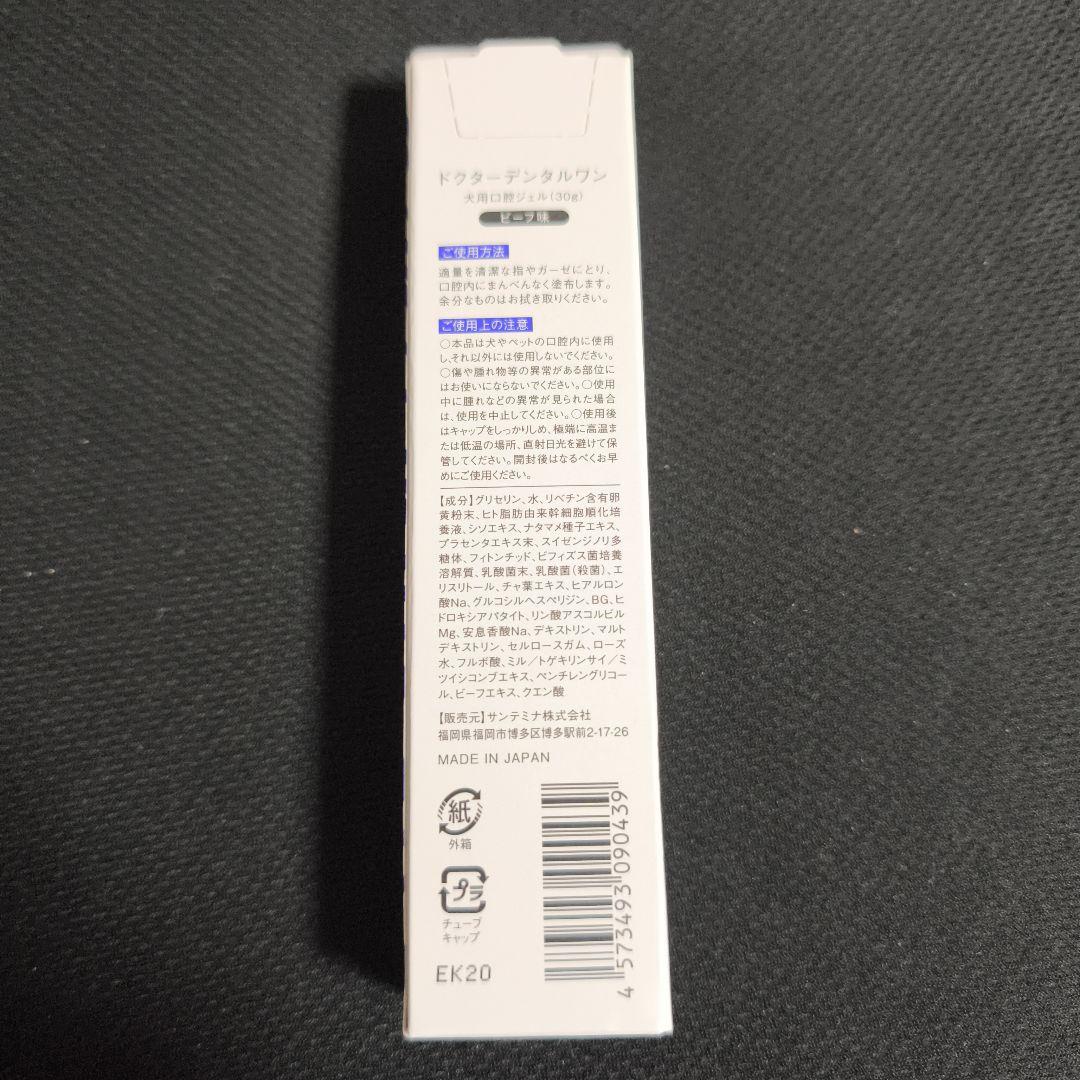 ドクターデンタルワン
犬用口腔ジェル(30g)
ビーフ味
ご使用方法
適量を清潔な指やガーゼにとり、
口腔内にまんべんなく塗布します。
余分なものはお拭き取りください。
ご使用上の注意
○本品は犬やペットの口腔内に使用
し、それ以外には使用しないでください。
○傷や腫れ物等の異常がある部位に
はお使いにならないでください。○使用
中に腫れなどの異常が見られた場合
は、使用を中止してください。○使用後
はキャップをしっかりしめ、極端に高温ま
たは低温の場所、直射日光を避けて保
管してください。開封後はなるべくお早
めにご使用ください。
【成分】グリセリン、水、リベチン含有卵
黄粉末、ヒト脂肪由来幹細胞順化培
養液、シソエキス、ナタマメ種子エキス、
プラセンタエキス末、スイゼンジノリ多
糖体、フィトンチッド、ビフィズス菌培養
溶解質、乳酸菌末、乳酸菌(殺菌)、エ
リスリトール、チャ葉エキス、ヒアルロン
酸Na、グルコシルヘスペリジン、BG、ヒ
ドロキシアパタイト、リン酸アスコルビル
Mg、安息香酸Na、デキストリン、マルト
デキストリン、セルロースガム、ローズ
水、フルボ酸、ミル／トゲキリンサイ／ミ
ツイシコンブエキス、ペンチレングリコー
ル、ビーフエキス、クエン酸
【販売元】サンテミナ株式会社
福岡県福岡市博多区博多駅前2-17-26
MADE IN JAPAN
紙
外箱
プラ
チューブ
キャップ
EK20
4 573493 090439